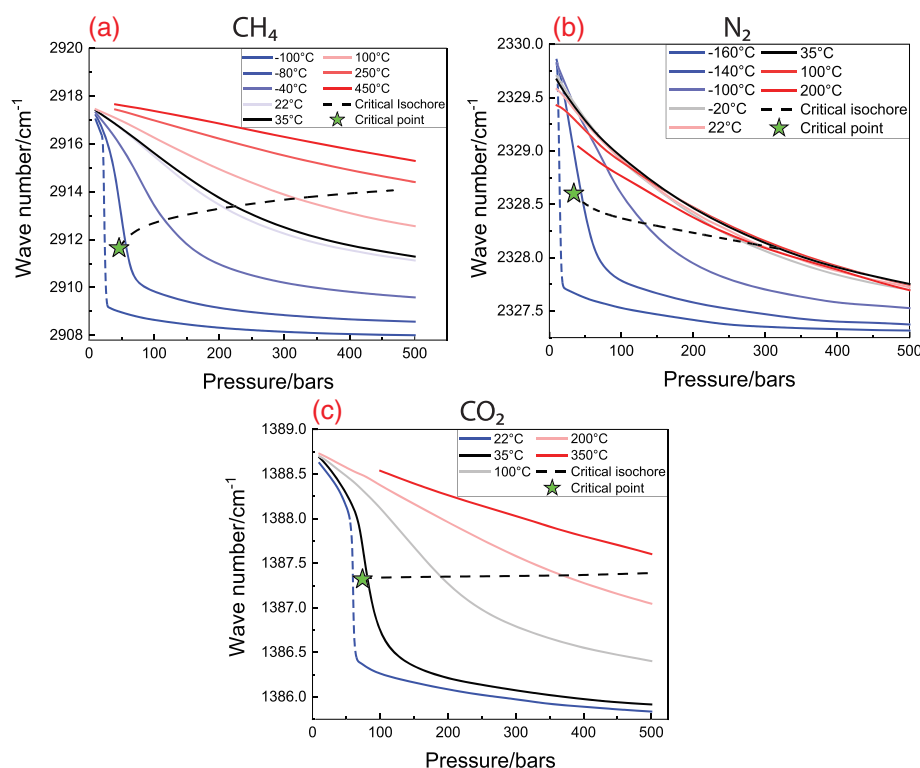 (a) CH₄
2920
2918
2916
2914
2912
2910
2908
Wave number/cm⁻¹
-100°C 100°C
-80°C 250°C
-40°C 450°C
22°C Critical Isochore
35°C Critical point
0 100 200 300 400 500
Pressure/bars
(b) N₂
2330.0
2329.5
2329.0
2328.5
2328.0
2327.5
Wave number/cm⁻¹
-160°C 35°C
-140°C 100°C
-100°C 200°C
-20°C Critical isochore
22°C Critical point
0 100 200 300 400 500
Pressure/bars
(c) CO₂
1389.0
1388.5
1388.0
1387.5
1387.0
1386.5
1386.0
Wave number/cm⁻¹
22°C 200°C
35°C 350°C
100°C Critical isochore
Critical point
0 100 200 300 400 500
Pressure/bars